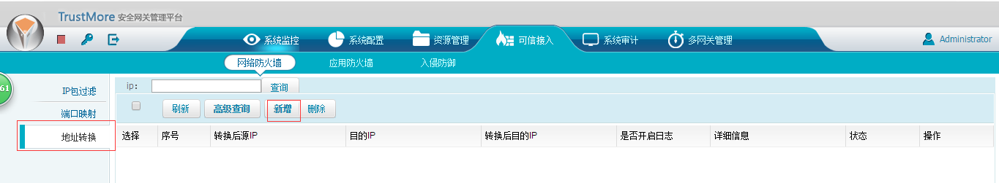 TrustMore 安全网关管理平台
系统监控 系统配置 资源管理 可信接入 系统审计 多网关管理 Administrator
网络防火墙 应用防火墙 入侵防御
61
IP包过滤
端口映射
地址转换
ip: 查询
刷新 高级查询 新增 删除
选择 序号 转换后源IP 目的IP 转换后目的IP 是否开启日志 详细信息 状态 操作